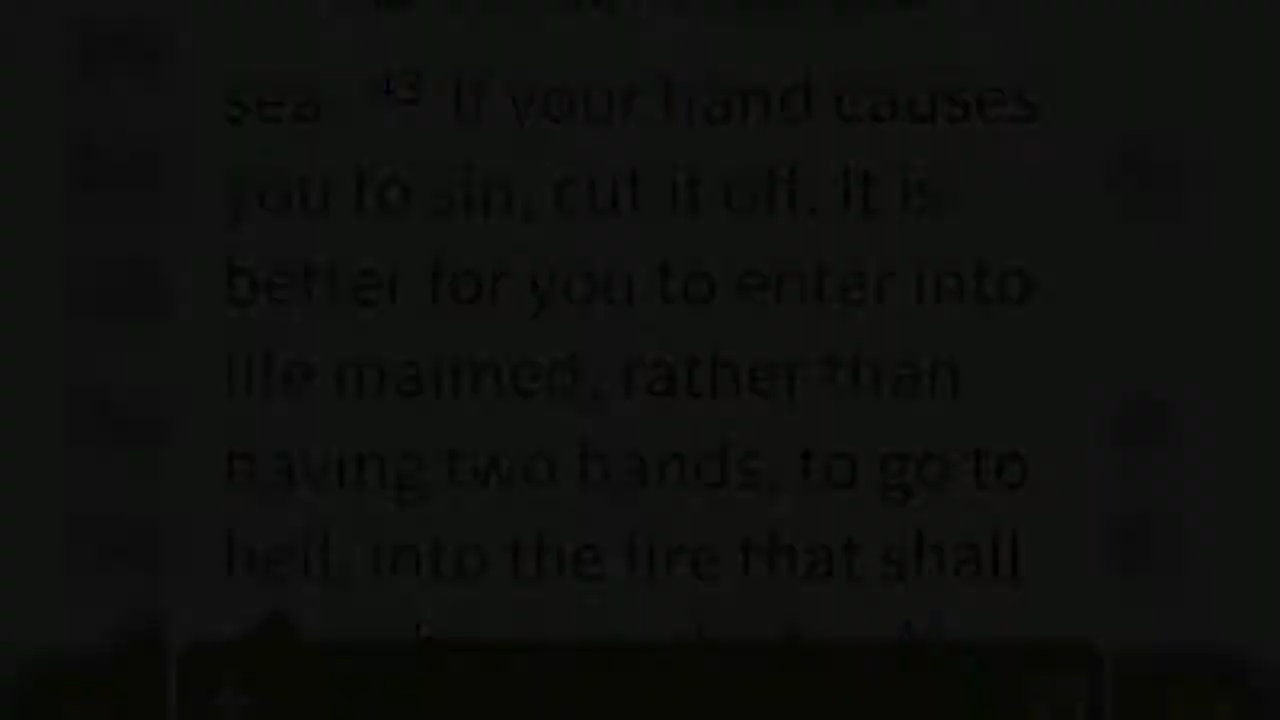 sea. 43 If your hand causes
you to sin, cut it off. It is
better for you to enter into
life maimed, rather than
having two hands, to go to
hell, into the fire that shall